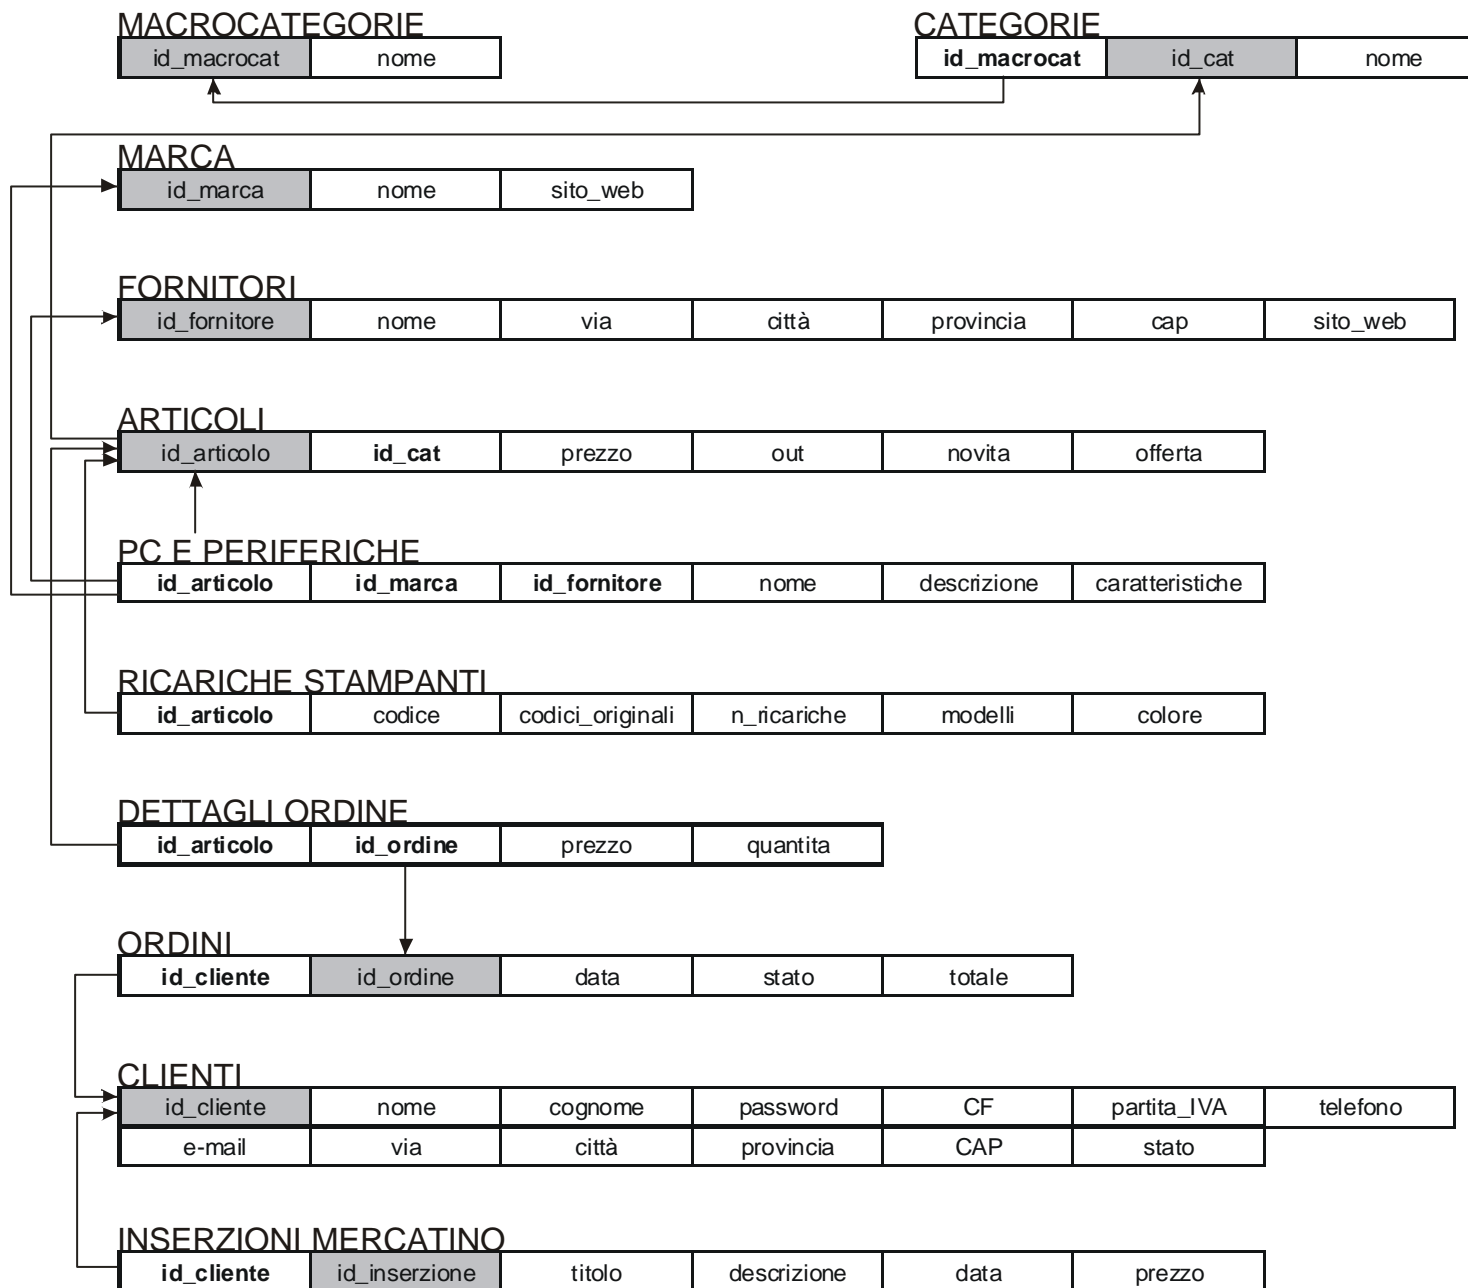 MACROCATEGORIE CATEGORIE
id_macrocat nome id_macrocat id_cat nome
MARCA
id_marca nome sito_web
FORNITORI
id_fornitore nome via città provincia cap sito_web
ARTICOLI
id_articolo id_cat prezzo out novita offerta
PC E PERIFERICHE
id_articolo id_marca id_fornitore nome descrizione caratteristiche
RICARICHE STAMPANTI
id_articolo codice codici_originali n_ricariche modelli colore
DETTAGLI ORDINE
id_articolo id_ordine prezzo quantita
ORDINI
id_cliente id_ordine data stato totale
CLIENTI
id_cliente nome cognome password CF partita_IVA telefono
e-mail via città provincia CAP stato
INSERZIONI MERCATINO
id_cliente id_inserzione titolo descrizione data prezzo